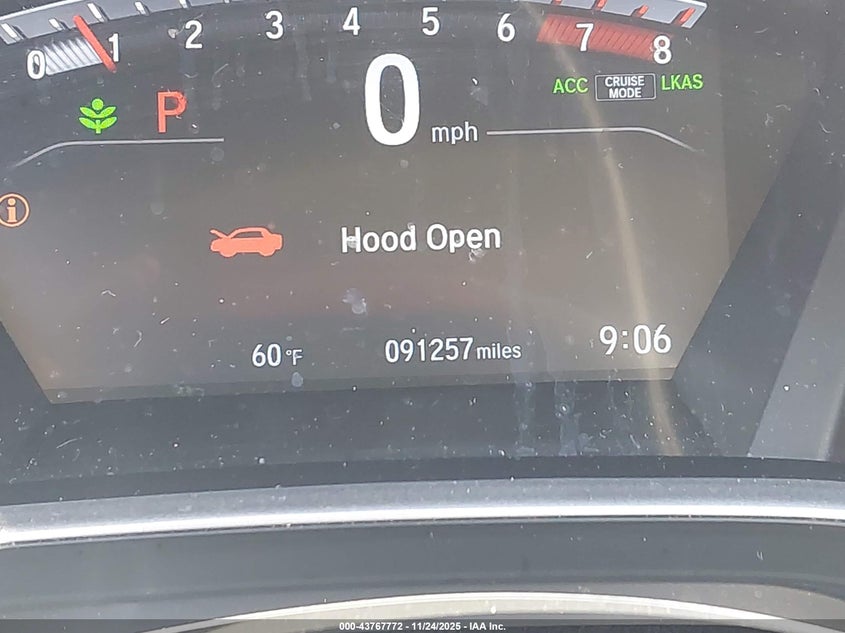 0 1 2 3 4 5 6 7 8
P 0 mph ACC CRUISE MODE LKAS
i
Hood Open
60 °F 091257 miles 9:06
000-43767772 - 11/24/2025 - IAA Inc.